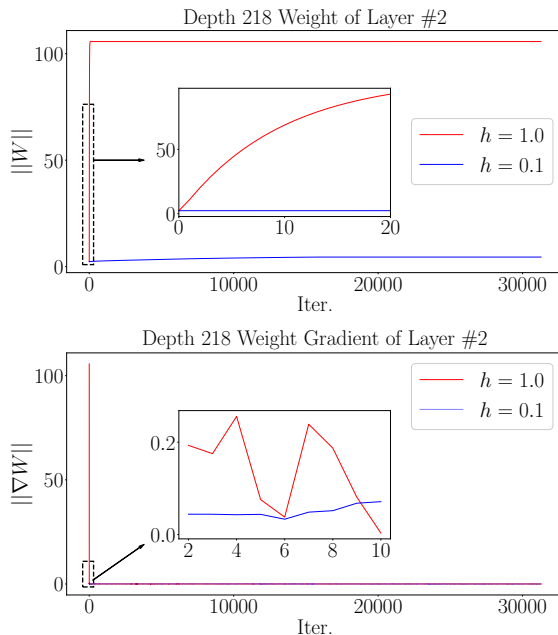 Depth 218 Weight of Layer #2
100
50
0
||W||
50
0
0 10 20
h = 1.0
h = 0.1
0 10000 20000 30000
Iter.
Depth 218 Weight Gradient of Layer #2
100
50
0
||∇W||
0.2
0.0
2 4 6 8 10
h = 1.0
h = 0.1
0 10000 20000 30000
Iter.